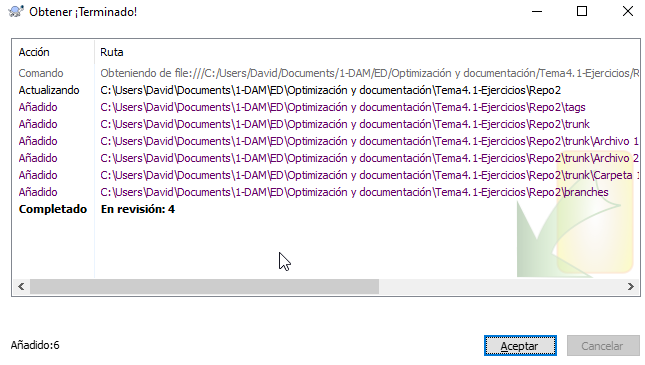 Obtener ¡Terminado!
Acción Ruta
Comando Obteniendo de file:///C:/Users/David/Documents/1-DAM/ED/Optimización y documentación/Tema4.1-Ejercicios/R
Actualizando C:\Users\David\Documents\1-DAM\ED\Optimización y documentación\Tema4.1-Ejercicios\Repo2
Añadido C:\Users\David\Documents\1-DAM\ED\Optimización y documentación\Tema4.1-Ejercicios\Repo2\tags
Añadido C:\Users\David\Documents\1-DAM\ED\Optimización y documentación\Tema4.1-Ejercicios\Repo2\trunk
Añadido C:\Users\David\Documents\1-DAM\ED\Optimización y documentación\Tema4.1-Ejercicios\Repo2\trunk\Archivo 1
Añadido C:\Users\David\Documents\1-DAM\ED\Optimización y documentación\Tema4.1-Ejercicios\Repo2\trunk\Archivo 2
Añadido C:\Users\David\Documents\1-DAM\ED\Optimización y documentación\Tema4.1-Ejercicios\Repo2\trunk\Carpeta 1
Añadido C:\Users\David\Documents\1-DAM\ED\Optimización y documentación\Tema4.1-Ejercicios\Repo2\branches
Completado En revisión: 4
Añadido:6 Aceptar Cancelar